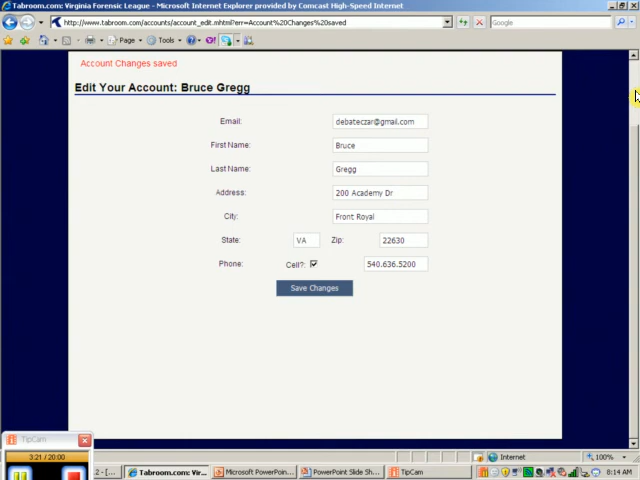 Tabroom.com: Virginia Forensic League - Microsoft Internet Explorer provided by Comcast High-Speed Internet
http://www.tabroom.com/accounts/account_edit.mhtml?err=Account%20Changes%20saved
Google
Page Tools
Account Changes saved
Edit Your Account: Bruce Gregg
Email: debateczar@gmail.com
First Name: Bruce
Last Name: Gregg
Address: 200 Academy Dr
City: Front Royal
State: VA Zip: 22630
Phone: Cell?: 540.636.5200
Save Changes
TipCam
3:21 / 20:00
Internet 100%
2 - [... Tabroom.com: Vir... Microsoft PowerPoin... PowerPoint Slide Sh... TipCam 8:14 AM